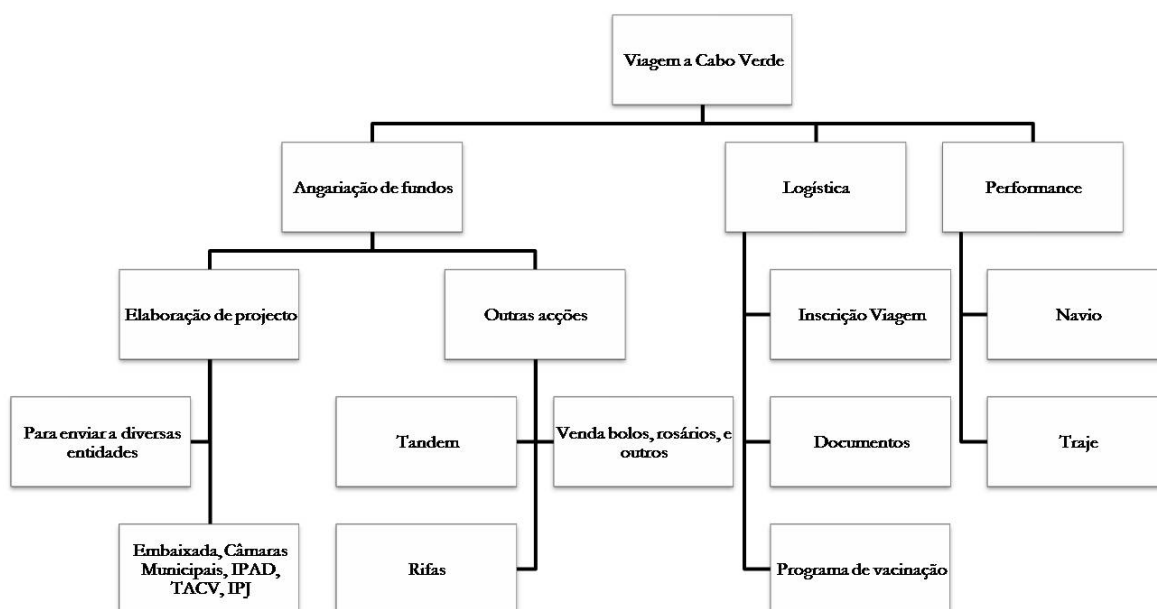 Viagem a Cabo Verde
Angariação de fundos
Logística
Performance
Elaboração de projecto
Outras acções
Inscrição Viagem
Navio
Para enviar a diversas
entidades
Tandem
Venda bolos, rosários, e
outros
Documentos
Traje
Embaixada, Câmaras
Municipais, IPAD,
TACV, IPJ
Rifas
Programa de vacinação